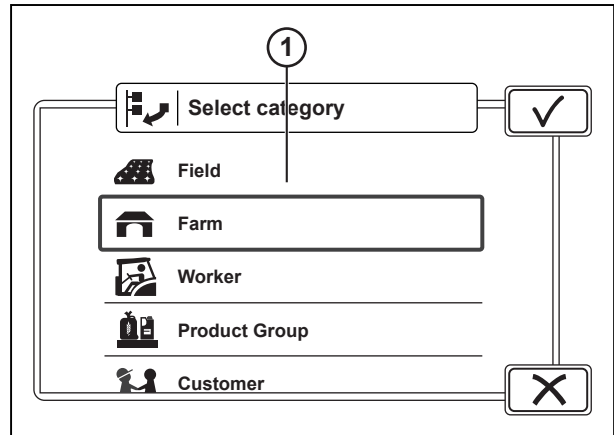 1
Select category
Field
Farm
Worker
Product Group
Customer